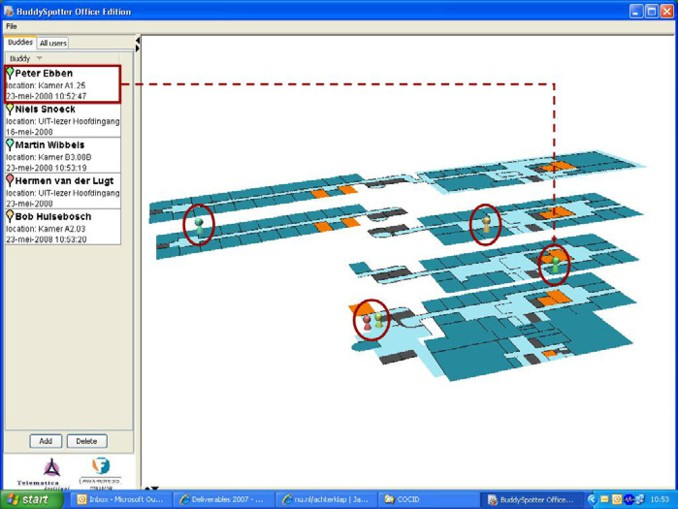 BuddySpotter Office Edition
File
Buddies
All users
Buddy
Peter Ebben
location: Kamer A1.25
23-mei-2008 10:52:47
Niels Snoeck
location: UIT-lezer Hoofdingang
16-mei-2008
Martin Wibbels
location: Kamer B3.00B
23-mei-2008 10:53:19
Hermen van der Lugt
location: UIT-lezer Hoofdingang
23-mei-2008
Bob Hulsebosch
location: Kamer A2.03
23-mei-2008 10:53:20
Add
Delete
Telematica
start
Inbox - Microsoft Ou...
Deliverables 2007 - ...
nu.nl/achterklap | Ja...
COCID
BuddySpotter Office...
10:53